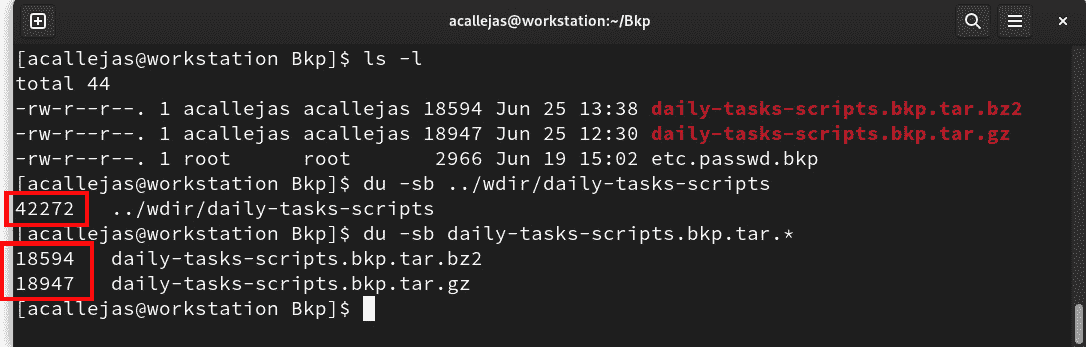 acallejas@workstation:~/Bkp
[acallejas@workstation Bkp]$ ls -l
total 44
-rw-r--r--. 1 acallejas acallejas 18594 Jun 25 13:38 daily-tasks-scripts.bkp.tar.bz2
-rw-r--r--. 1 acallejas acallejas 18947 Jun 25 12:30 daily-tasks-scripts.bkp.tar.gz
-rw-r--r--. 1 root      root       2966 Jun 19 15:02 etc.passwd.bkp
[acallejas@workstation Bkp]$ du -sb ../wdir/daily-tasks-scripts
42272   ../wdir/daily-tasks-scripts
[acallejas@workstation Bkp]$ du -sb daily-tasks-scripts.bkp.tar.*
18594   daily-tasks-scripts.bkp.tar.bz2
18947   daily-tasks-scripts.bkp.tar.gz
[acallejas@workstation Bkp]$